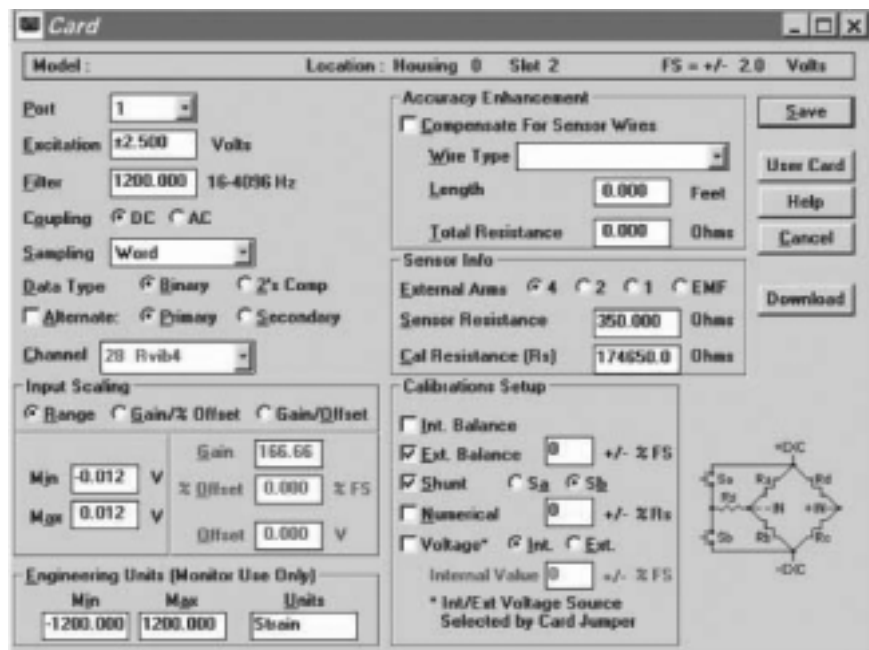 Card
Model : Location : Housing 0 Slot 2 FS = +/- 2.0 Volts
Port 1
Excitation ±2.500 Volts
Filter 1200.000 16-4096 Hz
Coupling DC AC
Sampling Word
Data Type Binary 2's Comp
Alternate: Primary Secondary
Channel 28 Rvib4
Accuracy Enhancement
Compensate For Sensor Wires
Wire Type
Length 0.000 Feet
Total Resistance 0.000 Ohms
Sensor Info
External Arms 4 2 1 EMF
Sensor Resistance 350.000 Ohms
Cal Resistance (Rs) 174650.0 Ohms
Save
User Card
Help
Cancel
Download
Input Scaling
Range Gain/% Offset Gain/Offset
Min -0.012 V
Max 0.012 V
Gain 166.66
% Offset 0.000 % FS
Offset 0.000 V
Engineering Units (Monitor Use Only)
Min Max Units
-1200.000 1200.000 Strain
Calibrations Setup
Int. Balance
Ext. Balance 0 +/- % FS
Shunt Sa Sb
Numerical 0 +/- % Rs
Voltage* Int. Ext.
Internal Value 0 +/- % FS
* Int/Ext Voltage Source
Selected by Card Jumper
Sa Ra Rd
Rs -IN +IN
Sb Rb Rc